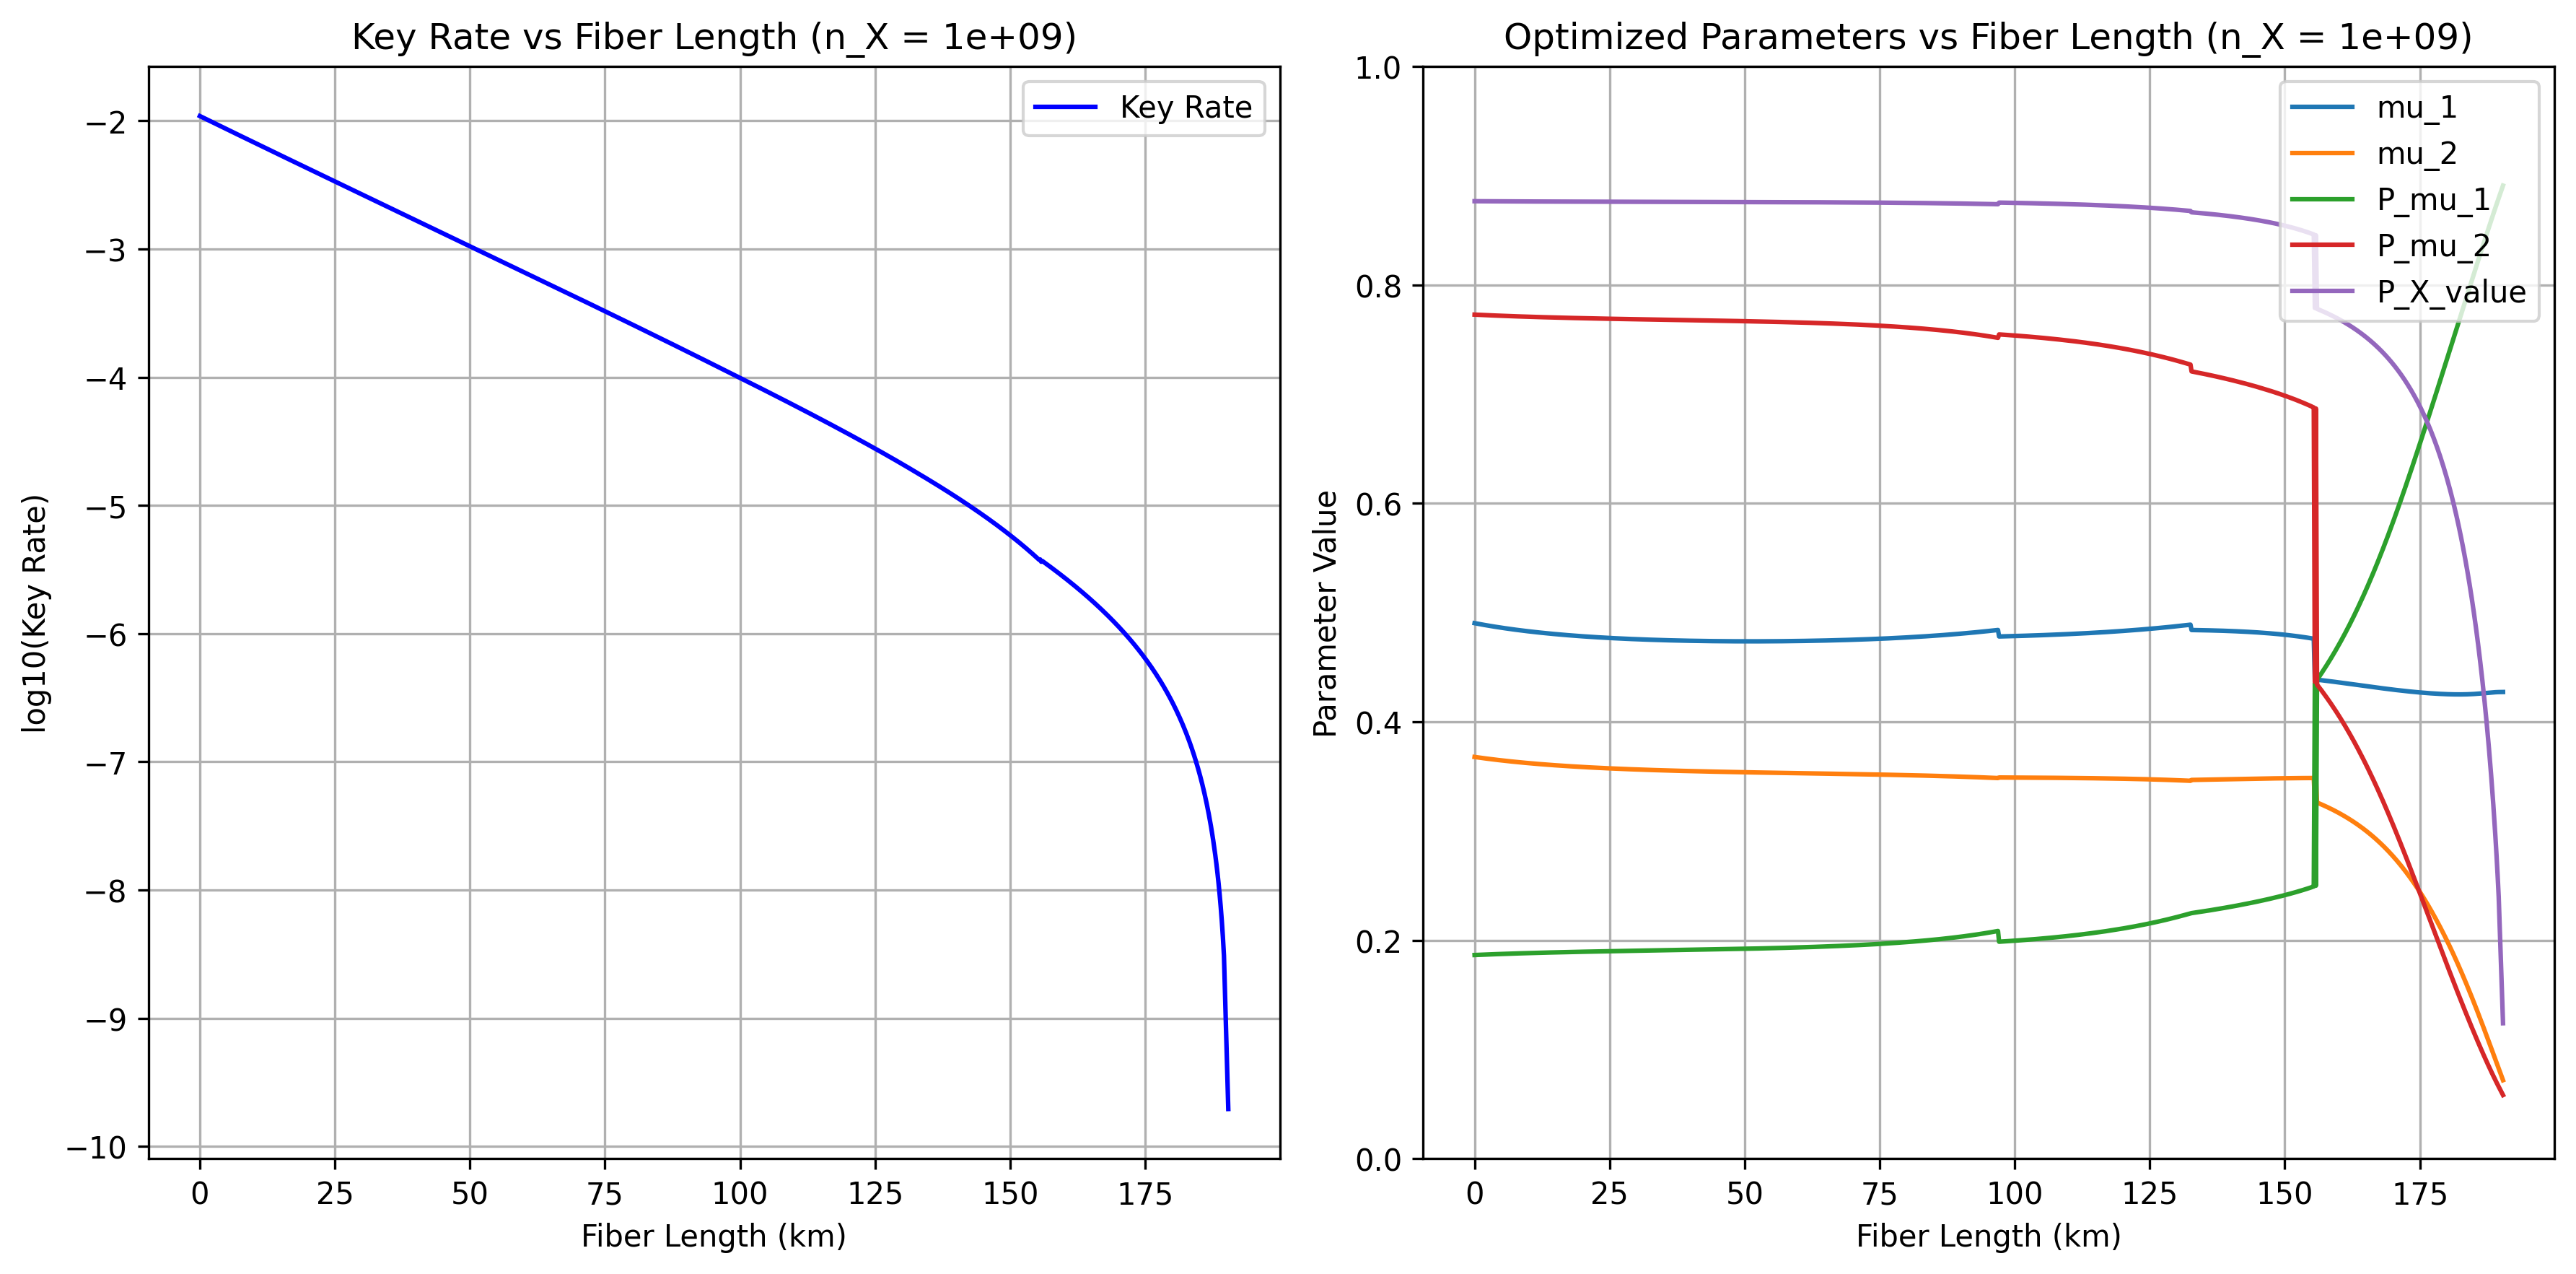 Key Rate vs Fiber Length (n_X = 1e+09)
Key Rate
−2
−3
−4
−5
−6
−7
−8
−9
−10
log10(Key Rate)
0 25 50 75 100 125 150 175
Fiber Length (km)
Optimized Parameters vs Fiber Length (n_X = 1e+09)
mu_1
mu_2
P_mu_1
P_mu_2
P_X_value
1.0
0.8
0.6
0.4
0.2
0.0
Parameter Value
0 25 50 75 100 125 150 175
Fiber Length (km)